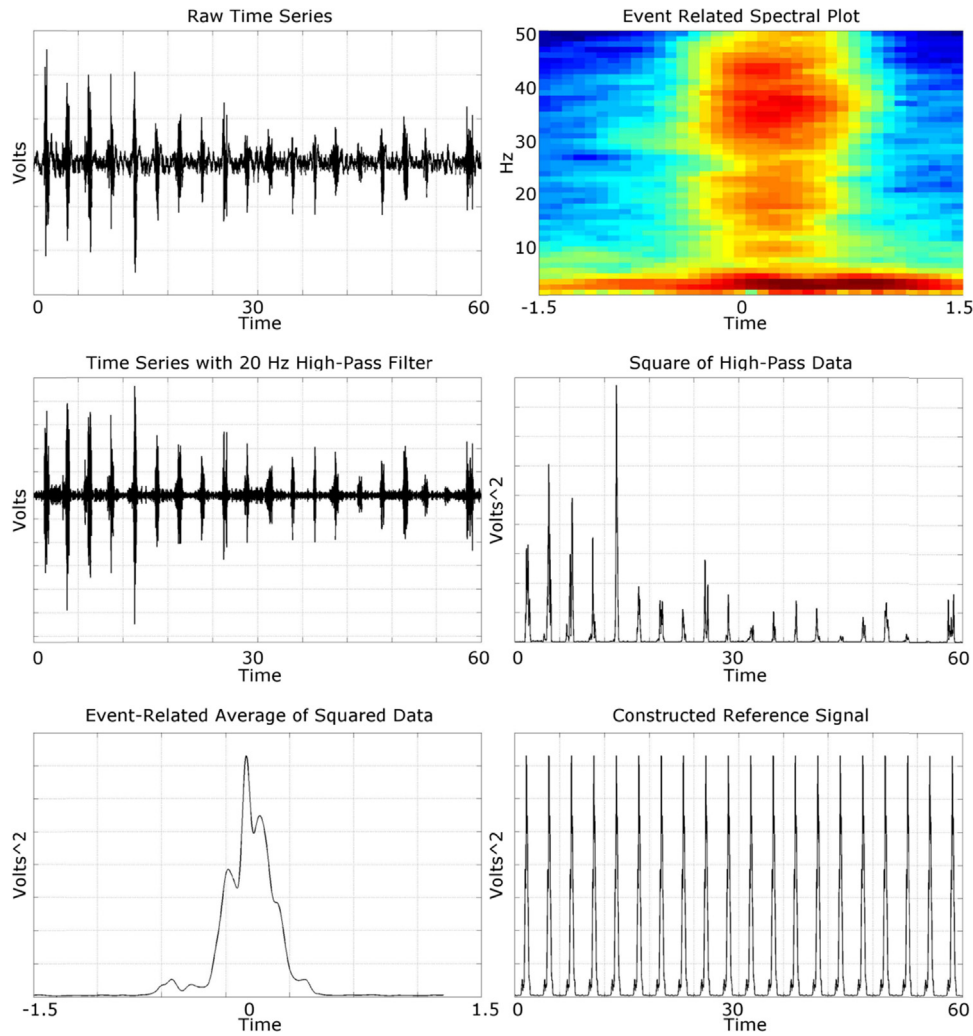 Raw Time Series
Volts
0 30 60
Time
Event Related Spectral Plot
Hz
50
40
30
20
10
-1.5 0 1.5
Time
Time Series with 20 Hz High-Pass Filter
Volts
0 30 60
Time
Square of High-Pass Data
Volts^2
0 30 60
Time
Event-Related Average of Squared Data
Volts^2
-1.5 0 1.5
Time
Constructed Reference Signal
Volts^2
0 30 60
Time